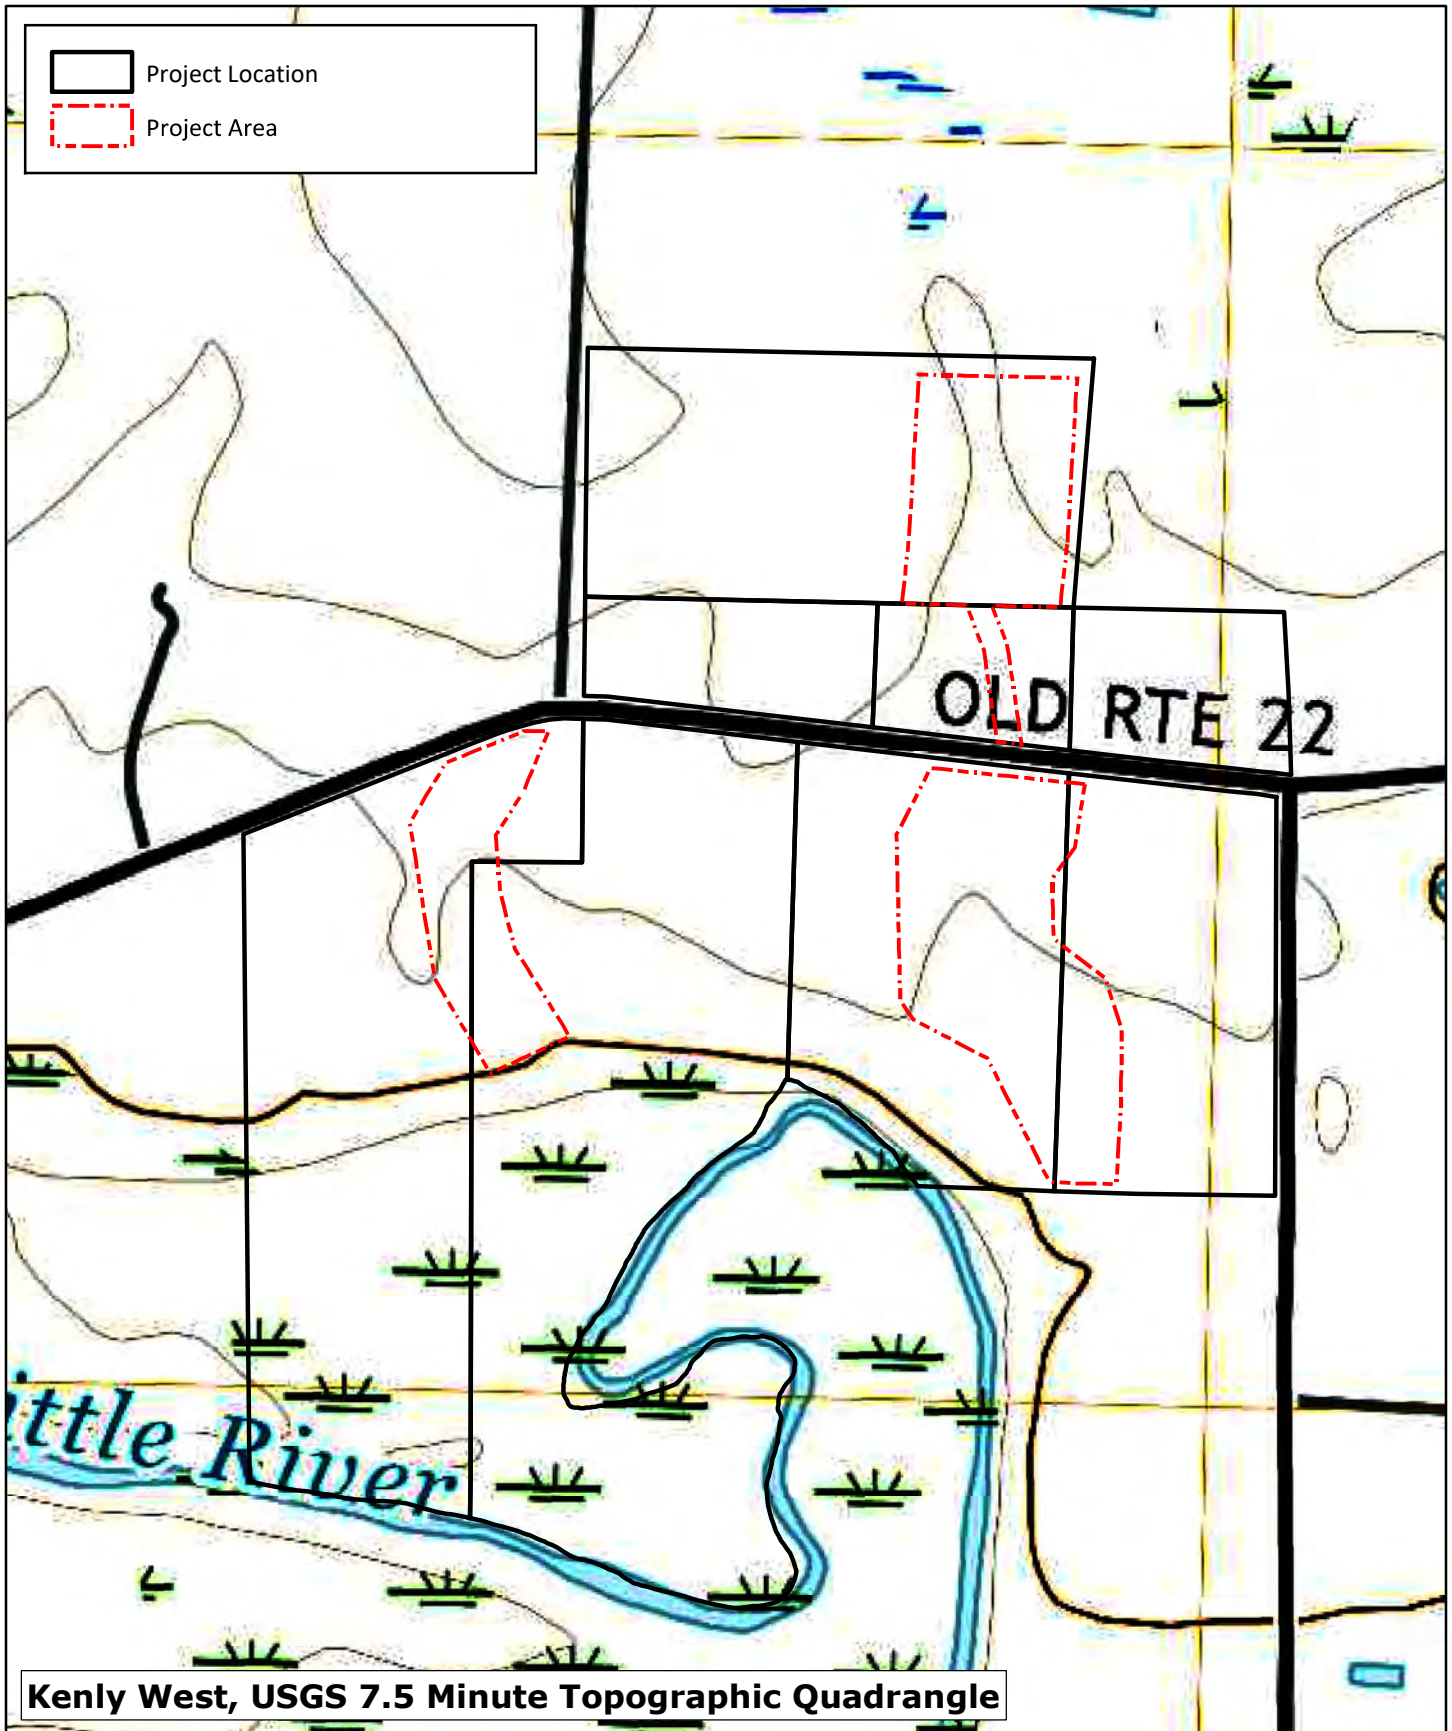 Project Location
Project Area
OLD RTE 22
ittle River
Kenly West, USGS 7.5 Minute Topographic Quadrangle